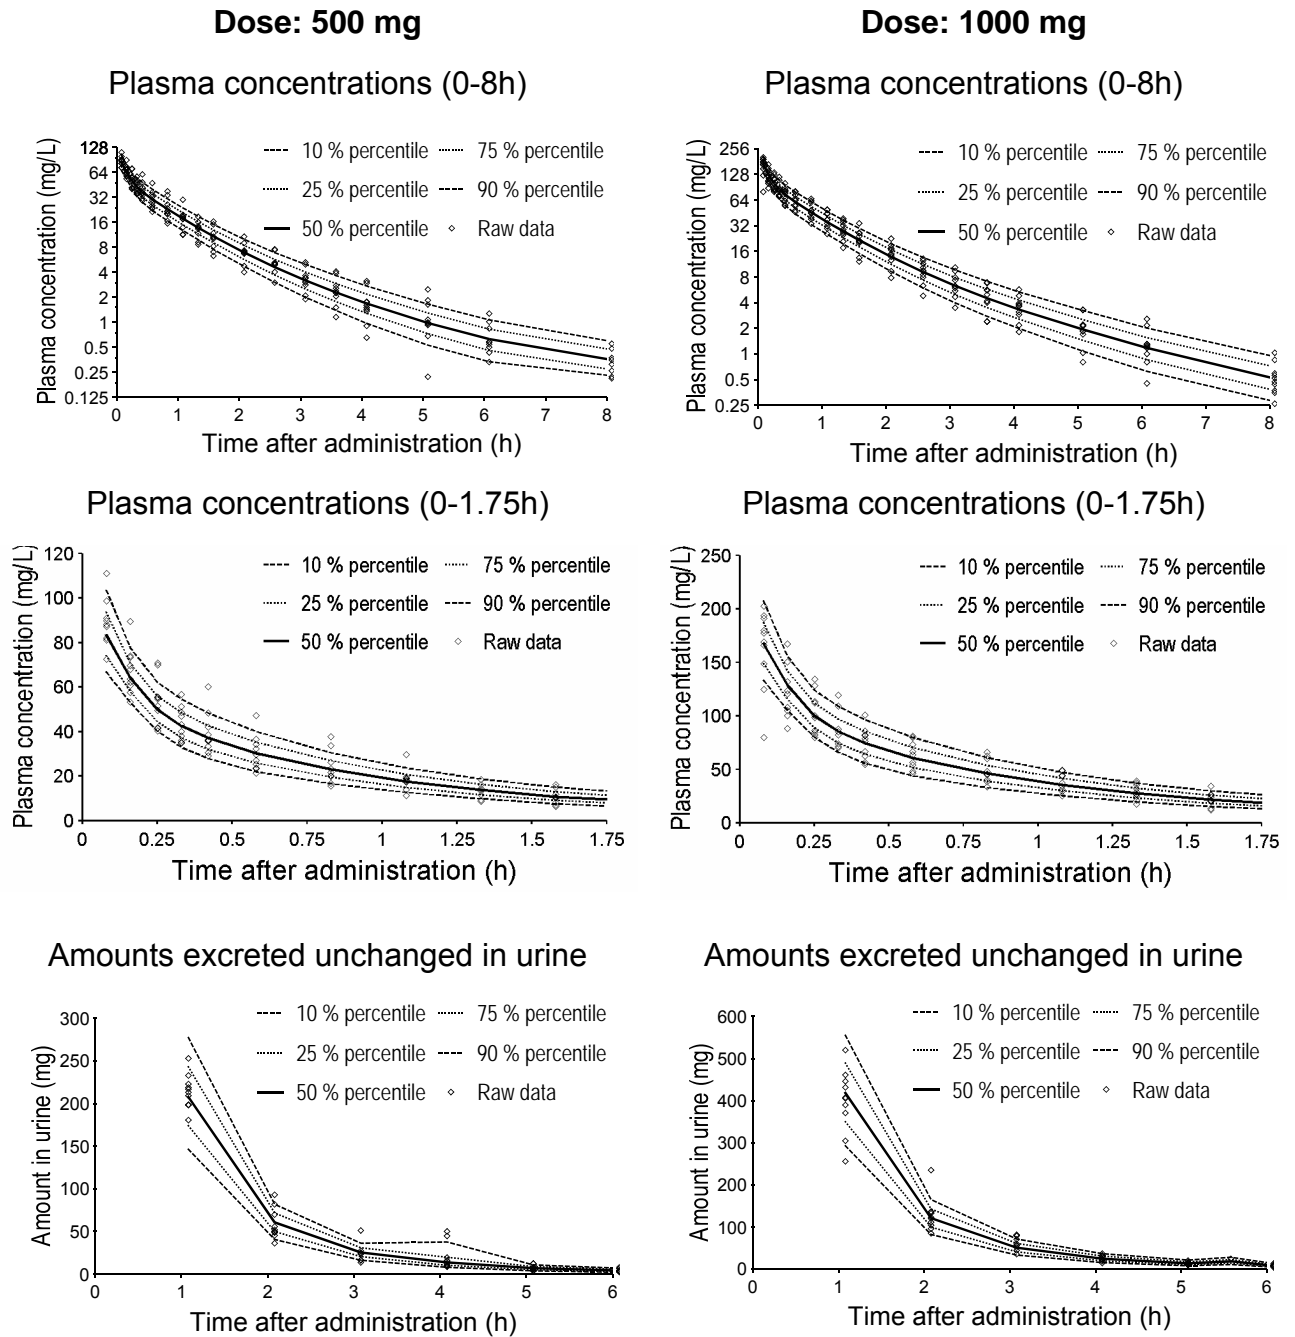 Dose: 500 mg
Plasma concentrations (0-8h)
Plasma concentration (mg/L)
128
64
32
16
8
4
2
1
0.5
0.25
0.125
10 % percentile
75 % percentile
25 % percentile
90 % percentile
50 % percentile
Raw data
0 1 2 3 4 5 6 7 8
Time after administration (h)
Dose: 1000 mg
Plasma concentrations (0-8h)
Plasma concentration (mg/L)
256
128
64
32
16
8
4
2
1
0.5
0.25
10 % percentile
75 % percentile
25 % percentile
90 % percentile
50 % percentile
Raw data
0 1 2 3 4 5 6 7 8
Time after administration (h)
Plasma concentrations (0-1.75h)
Plasma concentration (mg/L)
120
100
80
60
40
20
0
10 % percentile
75 % percentile
25 % percentile
90 % percentile
50 % percentile
Raw data
0 0.25 0.5 0.75 1 1.25 1.5 1.75
Time after administration (h)
Plasma concentrations (0-1.75h)
Plasma concentration (mg/L)
250
200
150
100
50
0
10 % percentile
75 % percentile
25 % percentile
90 % percentile
50 % percentile
Raw data
0 0.25 0.5 0.75 1 1.25 1.5 1.75
Time after administration (h)
Amounts excreted unchanged in urine
Amount in urine (mg)
300
250
200
150
100
50
0
10 % percentile
75 % percentile
25 % percentile
90 % percentile
50 % percentile
Raw data
0 1 2 3 4 5 6
Time after administration (h)
Amounts excreted unchanged in urine
Amount in urine (mg)
600
500
400
300
200
100
0
10 % percentile
75 % percentile
25 % percentile
90 % percentile
50 % percentile
Raw data
0 1 2 3 4 5 6
Time after administration (h)